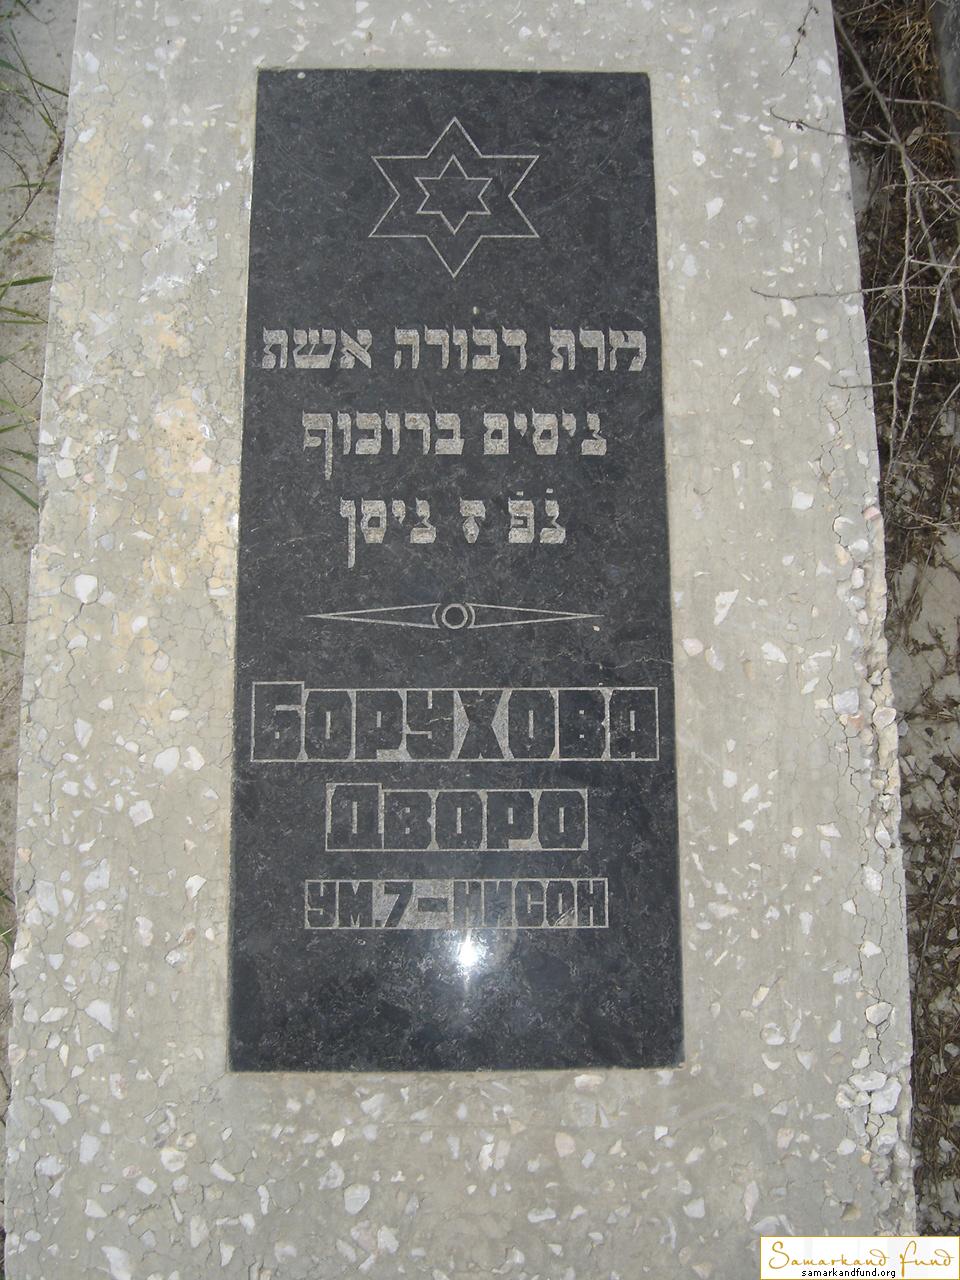 מרת דבורה אשת
ניסים ברוכוף
נפ ז ניסן
БОРУХОВА
ДВОРО
УМ.7-НИСОН
Samarkand Fund
samarkandfund.org